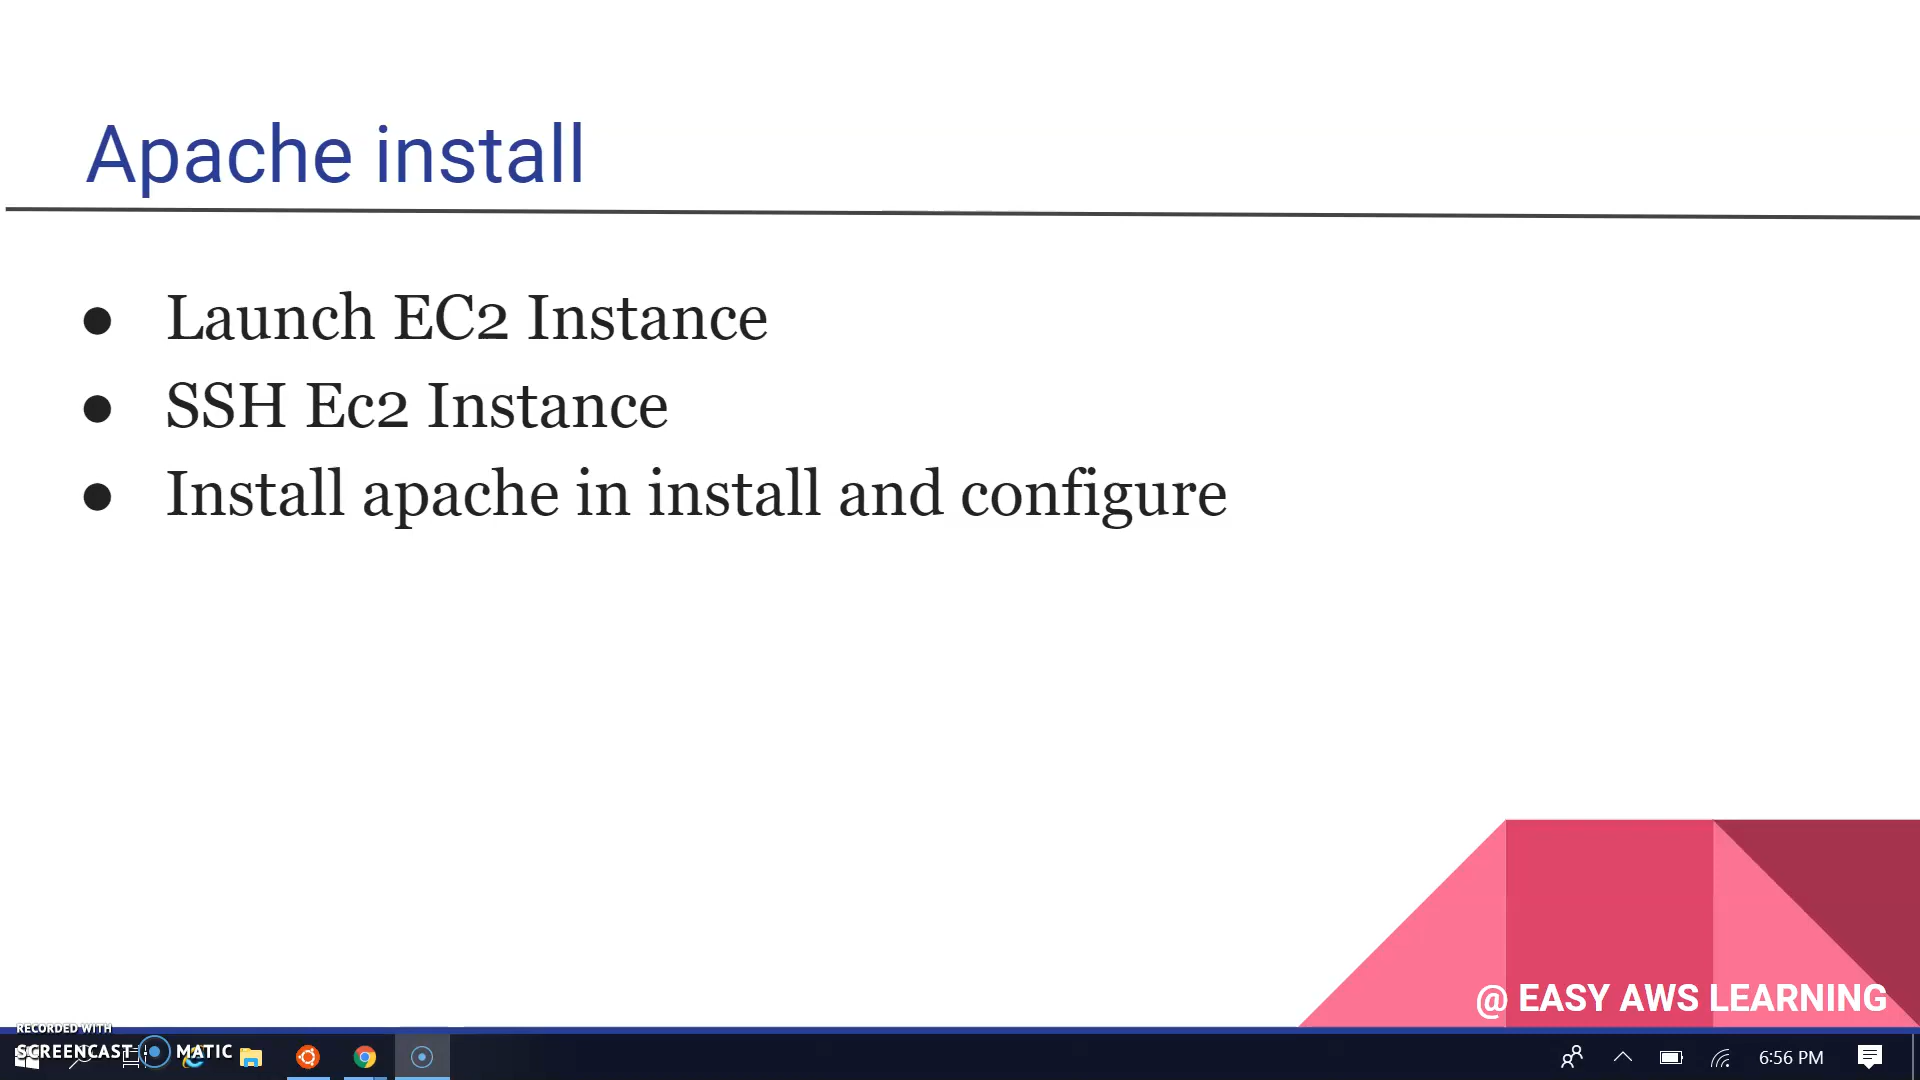 Apache install
● Launch EC2 Instance
● SSH Ec2 Instance
● Install apache in install and configure
@ EASY AWS LEARNING
RECORDED WITH
SCREENCAST MATIC
6:56 PM